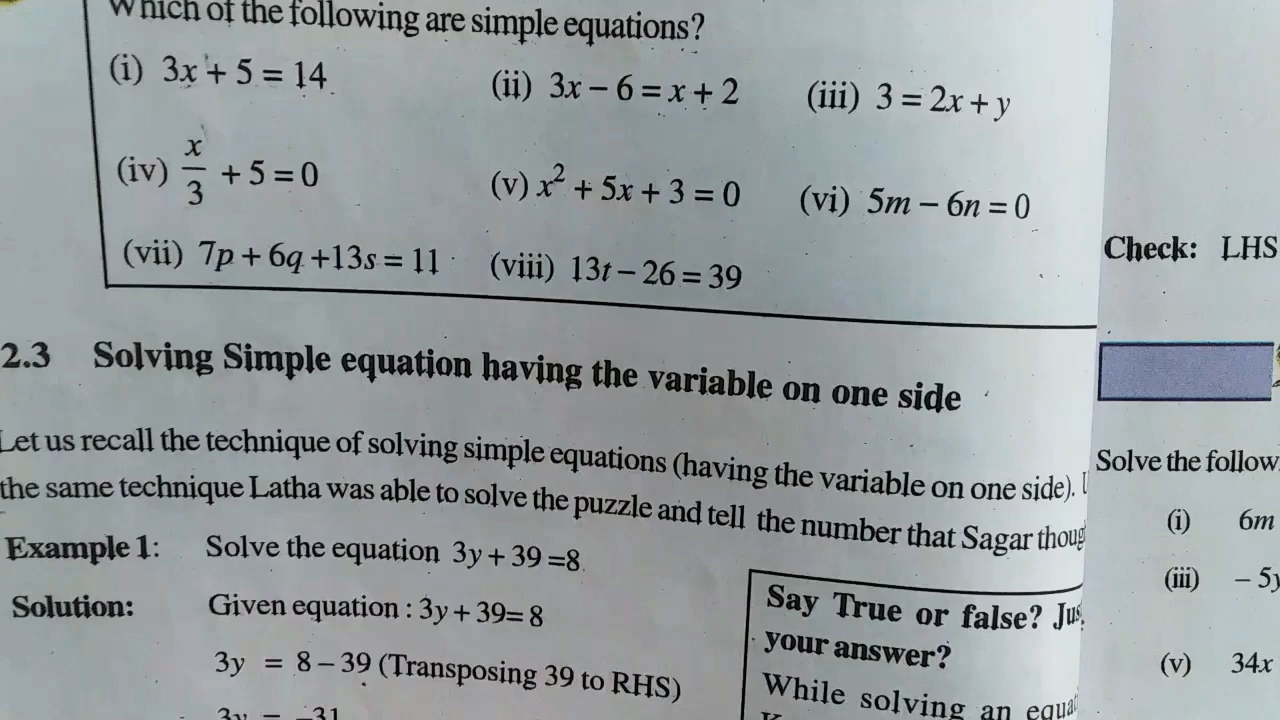 Which of the following are simple equations?
(i) 3x + 5 = 14
(ii) 3x – 6 = x + 2
(iii) 3 = 2x + y
(iv) x/3 + 5 = 0
(v) x² + 5x + 3 = 0
(vi) 5m – 6n = 0
(vii) 7p + 6q +13s = 11
(viii) 13t – 26 = 39
2.3 Solving Simple equation having the variable on one side
Let us recall the technique of solving simple equations (having the variable on one side).
the same technique Latha was able to solve the puzzle and tell the number that Sagar
Example 1: Solve the equation 3y + 39 =8
Solution: Given equation : 3y + 39= 8
3y = 8 – 39 (Transposing 39 to RHS)
3y = –31
Say True or false?
your answer?
While solving an
Check: LHS
Solve the
(i) 6m
(iii) – 5y
(v) 34x